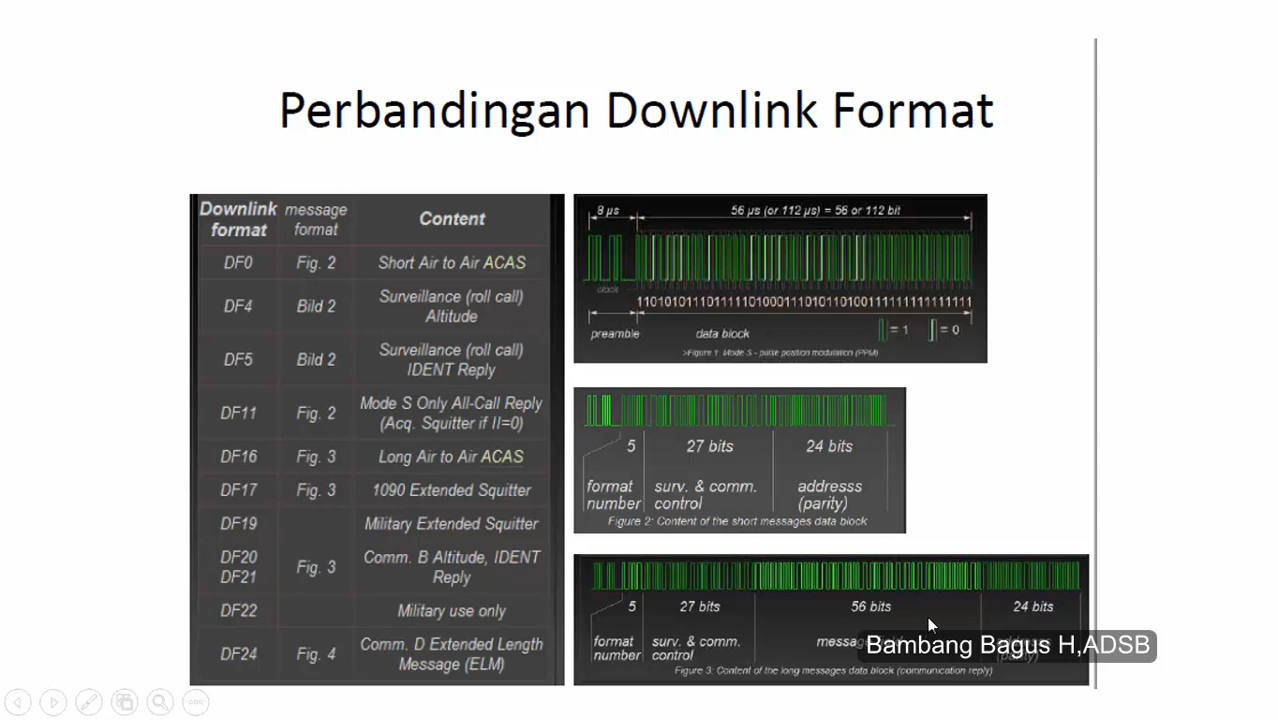 Perbandingan Downlink Format
Downlink format
message format
Content
DF0
Fig. 2
Short Air to Air ACAS
DF4
Bild 2
Surveillance (roll call)
Altitude
DF5
Bild 2
Surveillance (roll call)
IDENT Reply
DF11
Fig. 2
Mode S Only All-Call Reply
(Acq. Squitter if II=0)
DF16
Fig. 3
Long Air to Air ACAS
DF17
Fig. 3
1090 Extended Squitter
DF19
Military Extended Squitter
DF20
DF21
Fig. 3
Comm. B Altitude, IDENT
Reply
DF22
Military use only
DF24
Fig. 4
Comm. D Extended Length
Message (ELM)
8 µs
56 µs (or 112 µs) = 56 or 112 bit
clock
preamble
data block
= 1
= 0
>Figure 1: Mode S - pulse position modulation (PPM)
5
27 bits
24 bits
format
number
surv. & comm.
control
addresss
(parity)
Figure 2: Content of the short messages data block
5
27 bits
56 bits
24 bits
format
number
surv. & comm.
control
Bambang Bagus H,ADSB
Figure 3: Content of the long messages data block (communication reply)